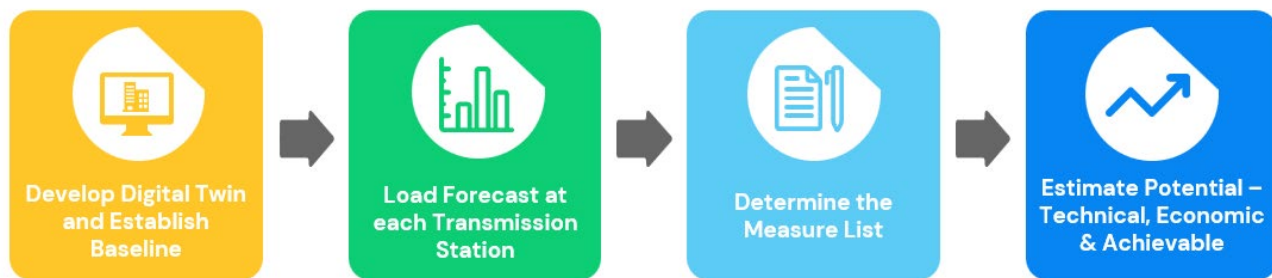 Develop Digital Twin
and Establish
Baseline
Load Forecast at
each Transmission
Station
Determine the
Measure List
Estimate Potential –
Technical, Economic
& Achievable